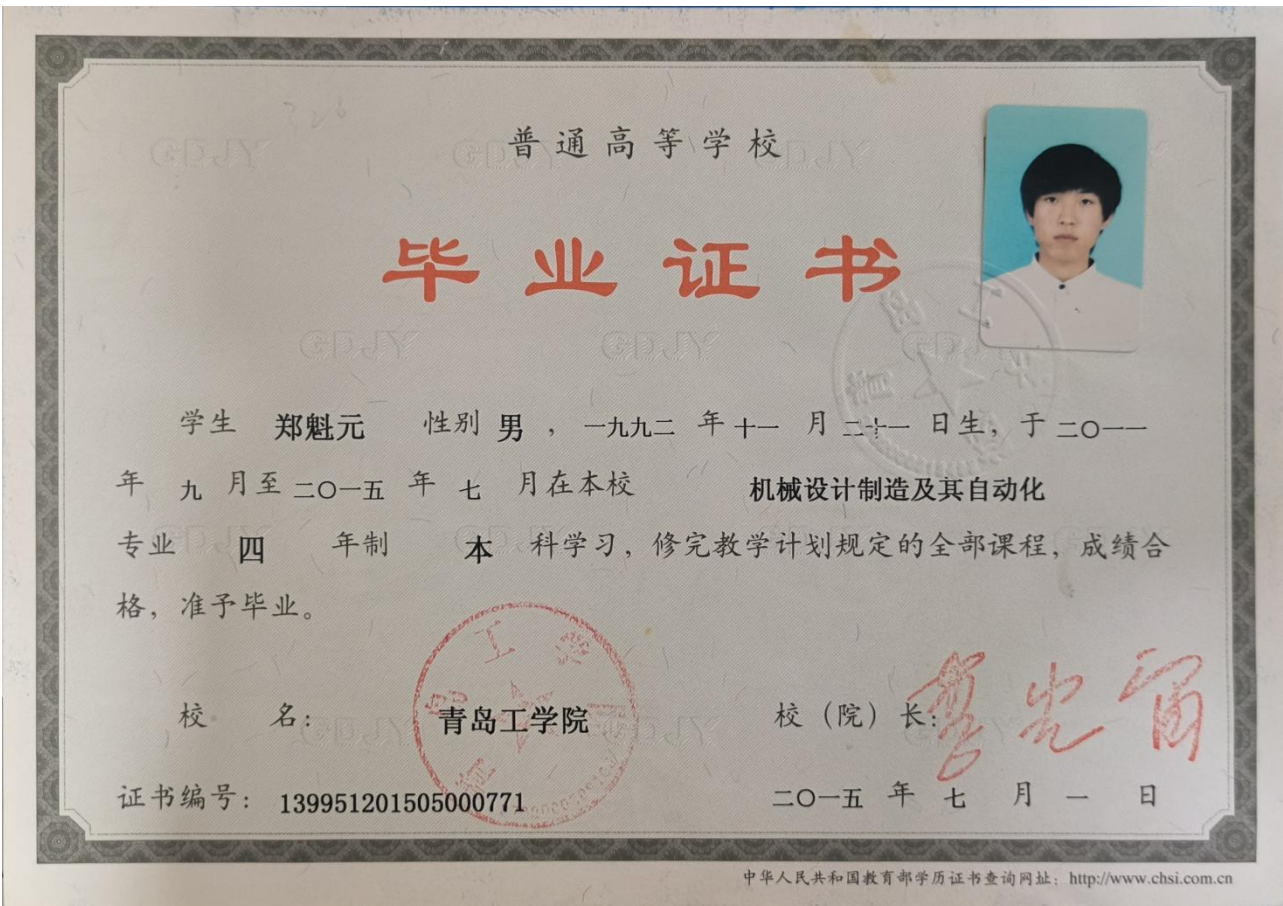 普通高等学校
毕业证书
学生 郑魁元 性别 男 ，一九九二 年 十一 月 二十一 日生，于 二〇一一
年 九 月至 二〇一五 年 七 月在本校 机械设计制造及其自动化
专业 四 年制 本 科学习，修完教学计划规定的全部课程，成绩合
格，准予毕业。
校 名： 青岛工学院 校（院）长：
证书编号： 139951201505000771 二〇一五 年 七 月 一 日
中华人民共和国教育部学历证书查询网址：http://www.chsi.com.cn